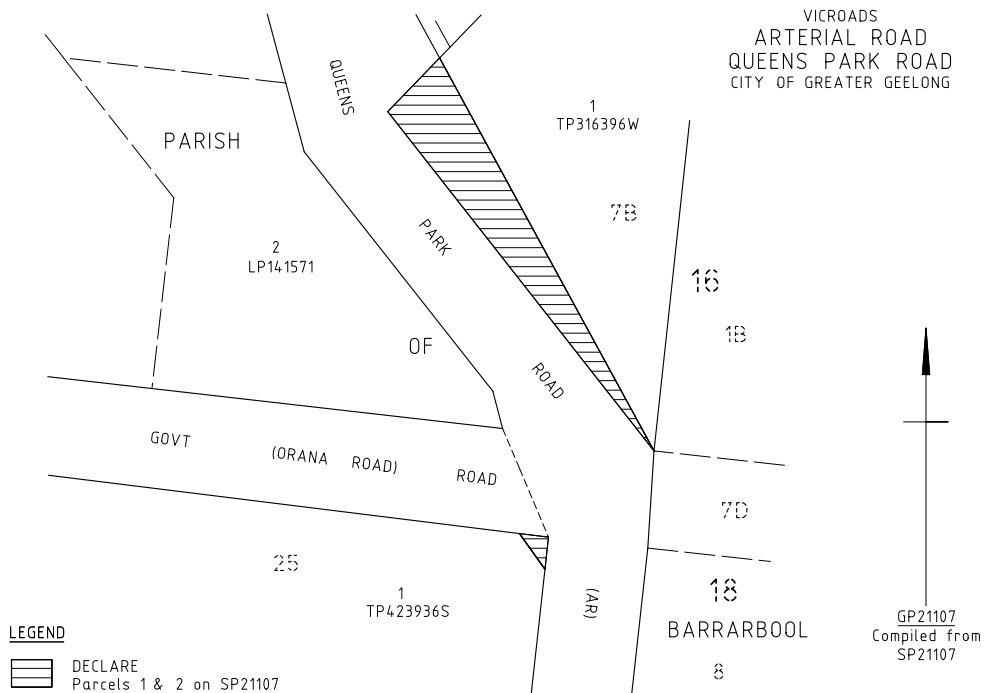 VICROADS
ARTERIAL ROAD
QUEENS PARK ROAD
CITY OF GREATER GEELONG
QUEENS
1
TP316396W
PARISH
7B
PARK
2
LP141571
16
1B
OF
ROAD
GOVT (ORANA ROAD) ROAD
7D
25
1
TP423936S
(AR)
18
BARRARBOOL
8
GP21107
Compiled from
SP21107
LEGEND
DECLARE
Parcels 1 & 2 on SP21107